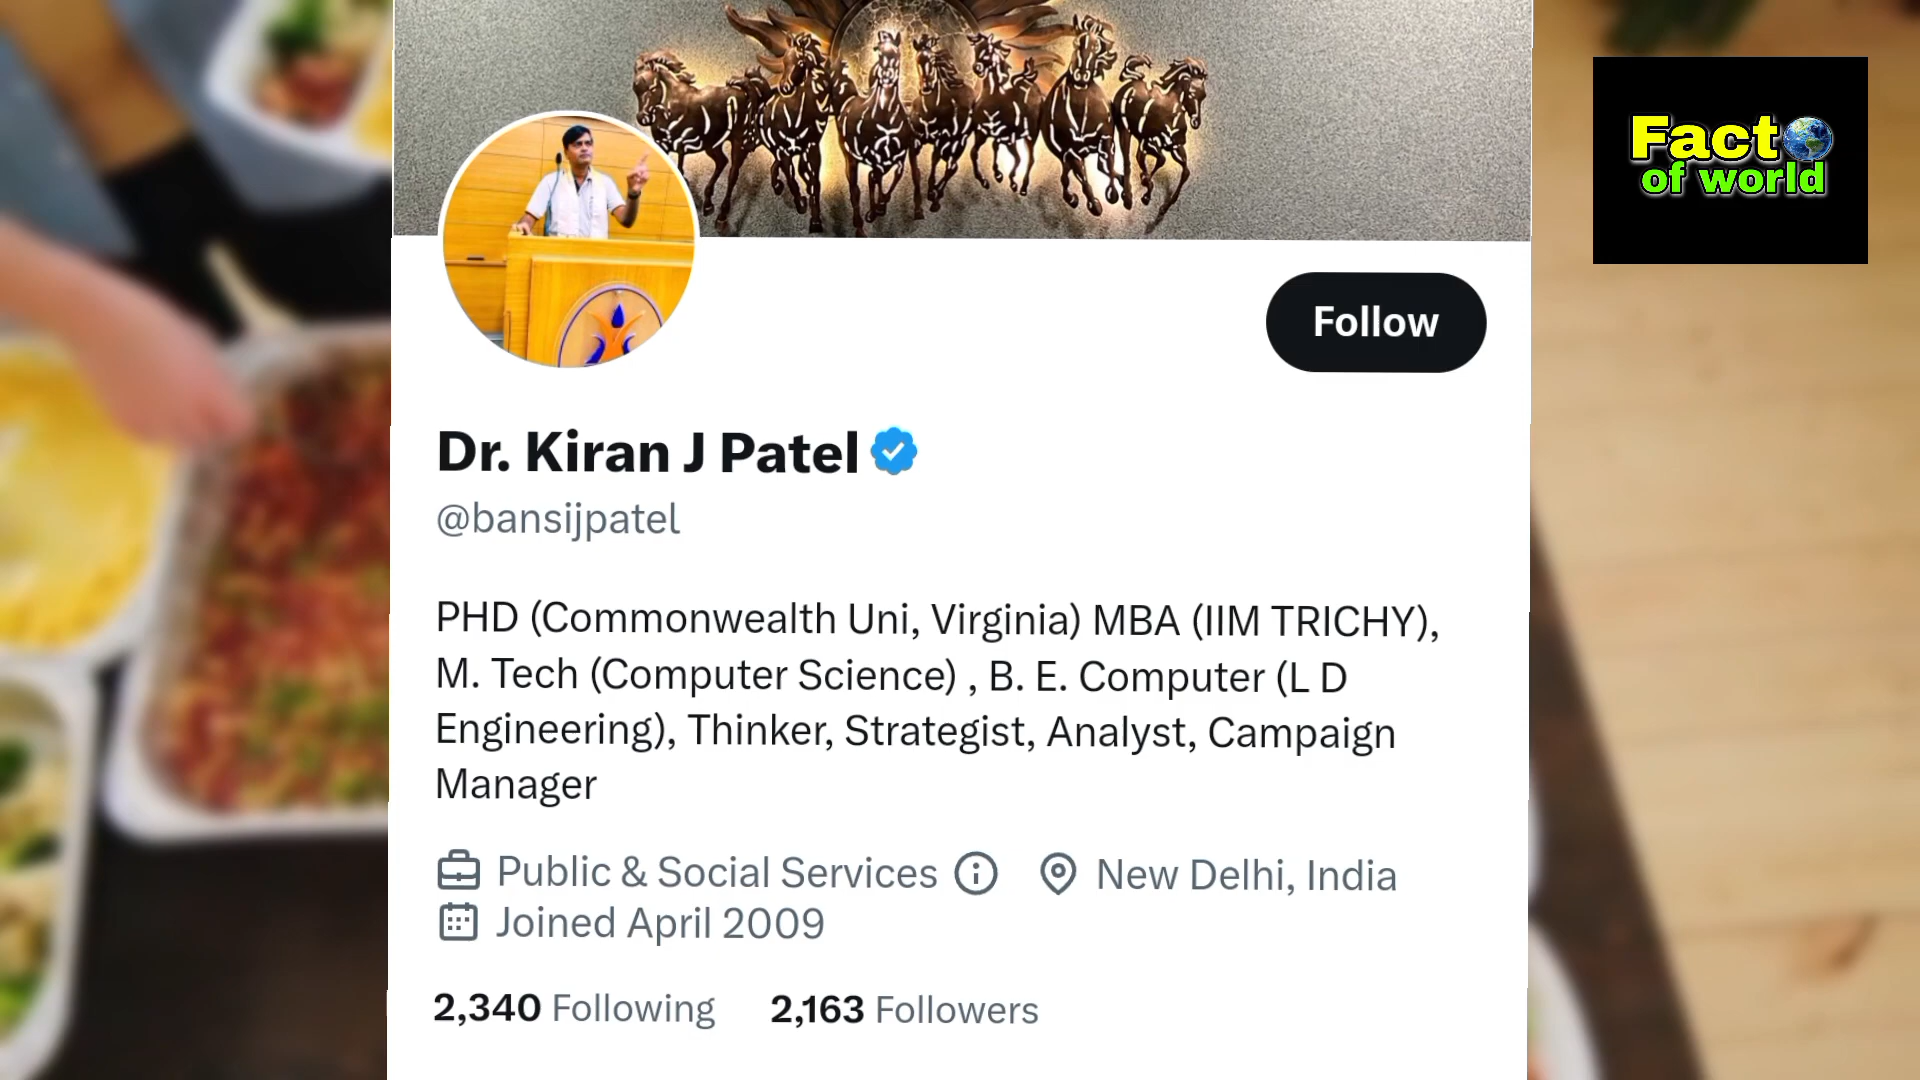 Fact
of world
Follow
Dr. Kiran J Patel
@bansijpatel
PHD (Commonwealth Uni, Virginia) MBA (IIM TRICHY),
M. Tech (Computer Science) , B. E. Computer (L D
Engineering), Thinker, Strategist, Analyst, Campaign
Manager
Public & Social Services New Delhi, India
Joined April 2009
2,340 Following 2,163 Followers